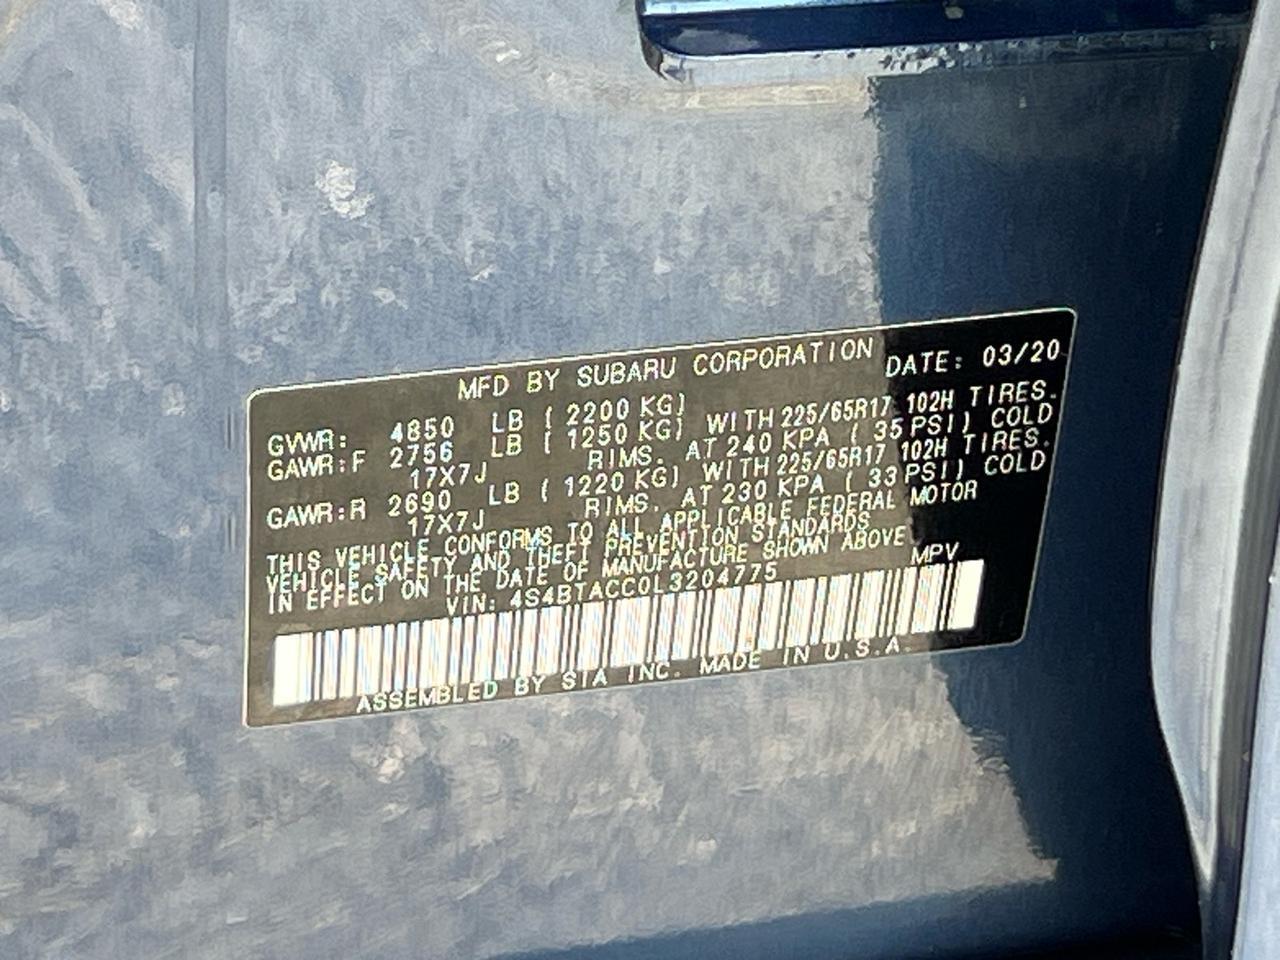 MFD BY SUBARU CORPORATION DATE: 03/20
GVWR: 4850 LB ( 2200 KG)
GAWR:F 2756 LB ( 1250 KG) WITH 225/65R17 102H TIRES.
17X7J RIMS. AT 240 KPA ( 35 PSI) COLD
GAWR:R 2690 LB ( 1220 KG) WITH 225/65R17 102H TIRES.
17X7J RIMS. AT 230 KPA ( 33 PSI) COLD
THIS VEHICLE CONFORMS TO ALL APPLICABLE FEDERAL MOTOR
VEHICLE SAFETY AND THEFT PREVENTION STANDARDS
IN EFFECT ON THE DATE OF MANUFACTURE SHOWN ABOVE
VIN: 4S4BTACC0L3204775 MPV
ASSEMBLED BY SIA INC. MADE IN U.S.A.